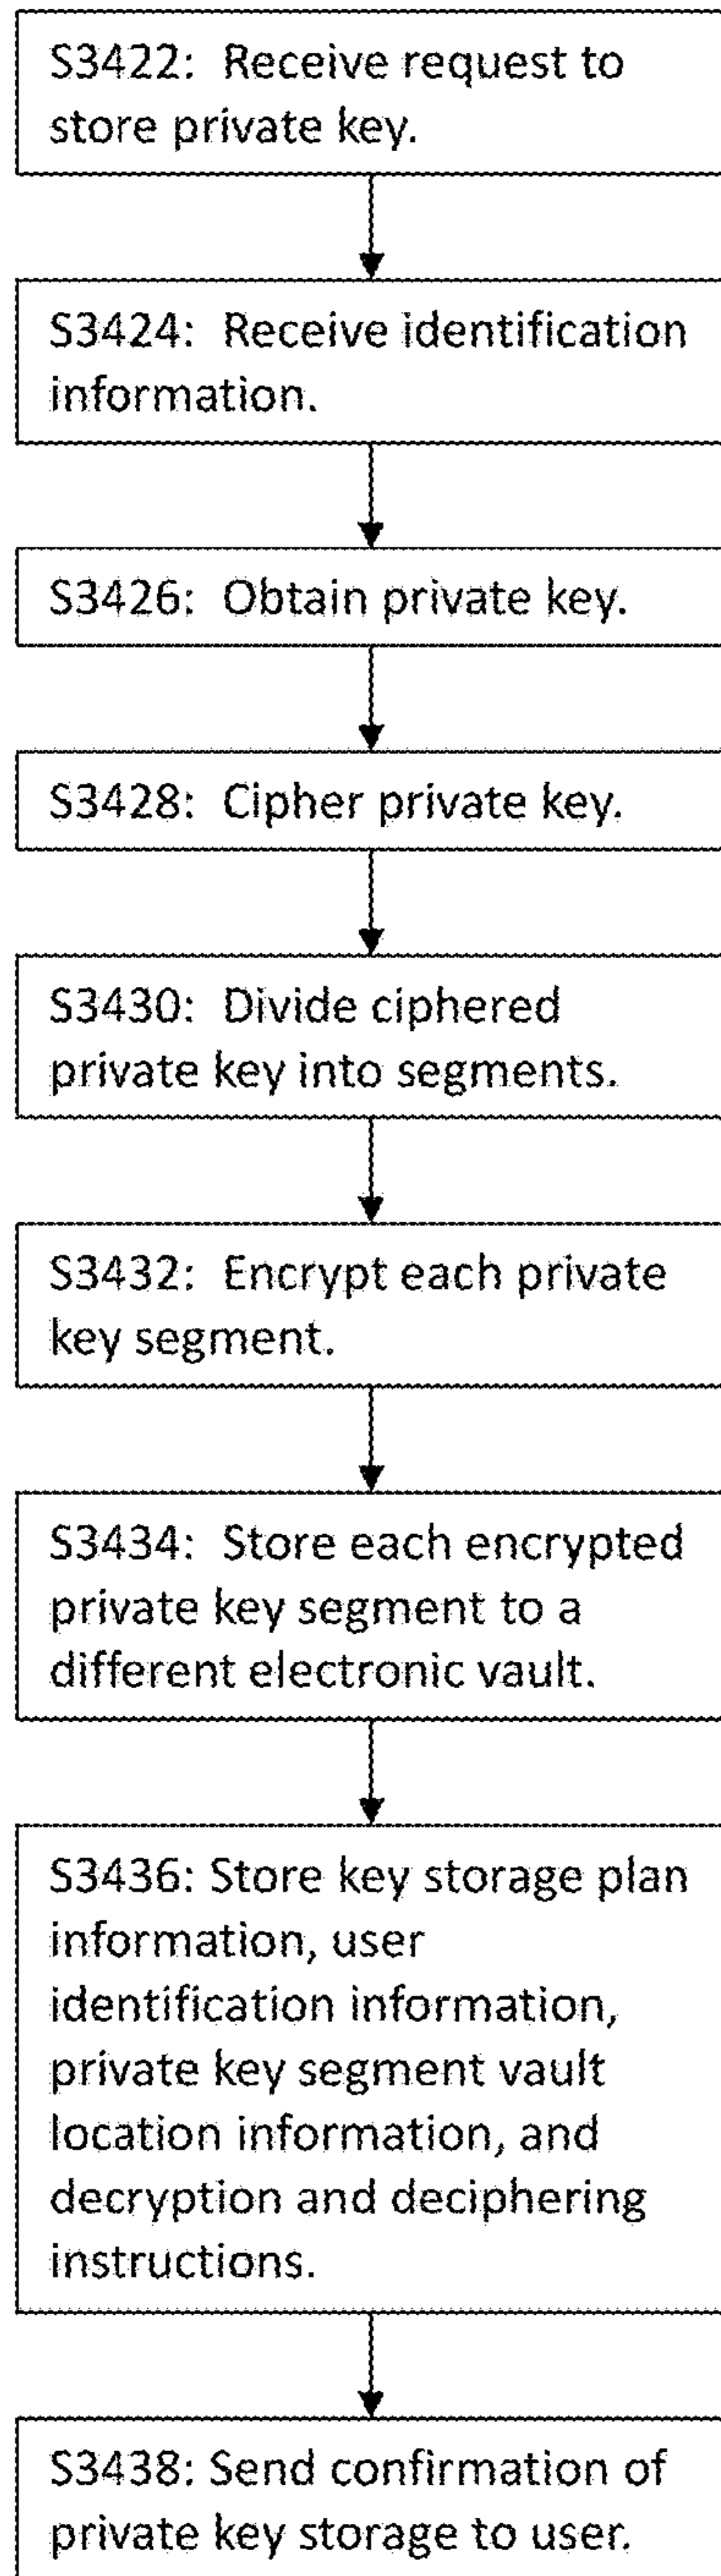 S3422:  Receive request to
store private key.
S3424:  Receive identification
information.
S3426:  Obtain private key.
S3428:  Cipher private key.
S3430:  Divide ciphered
private key into segments.
S3432:  Encrypt each private
key segment.
S3434:  Store each encrypted
private key segment to a
different electronic vault.
S3436: Store key storage plan
information, user
identification information,
private key segment vault
location information, and
decryption and deciphering
instructions.
S3438: Send confirmation of
private key storage to user.